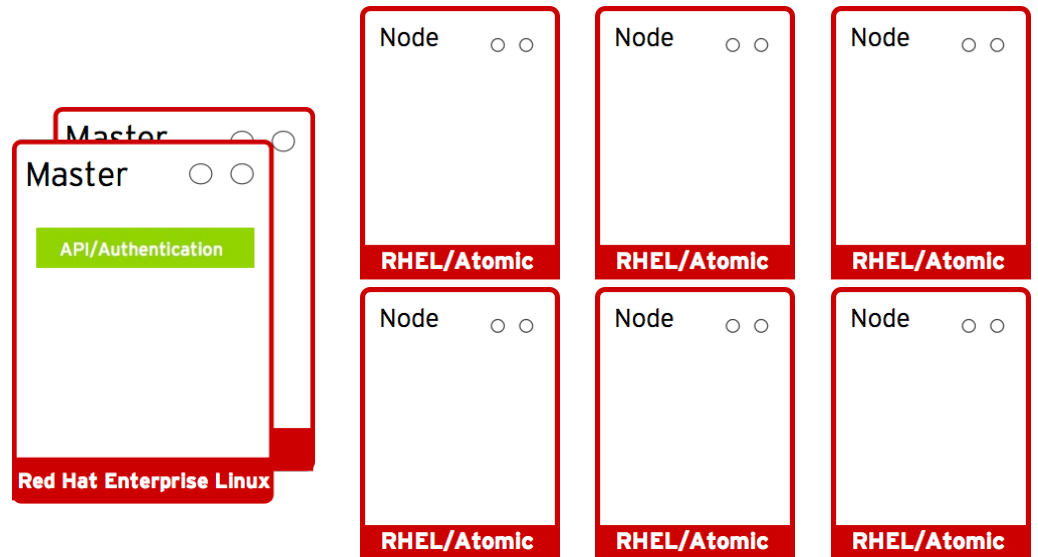 Master
Master
API/Authentication
Red Hat Enterprise Linux
Node
Node
Node
RHEL/Atomic
RHEL/Atomic
RHEL/Atomic
Node
Node
Node
RHEL/Atomic
RHEL/Atomic
RHEL/Atomic